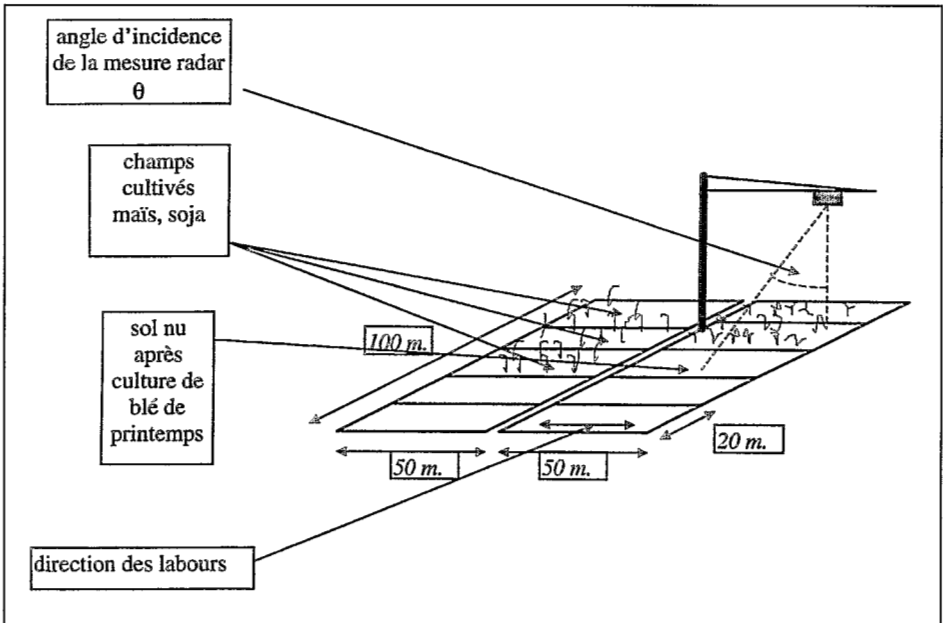 angle d'incidence
de la mesure radar
θ
champs
cultivés
maïs, soja
sol nu
après
culture de
blé de
printemps
100 m.
20 m.
50 m.
50 m.
direction des labours